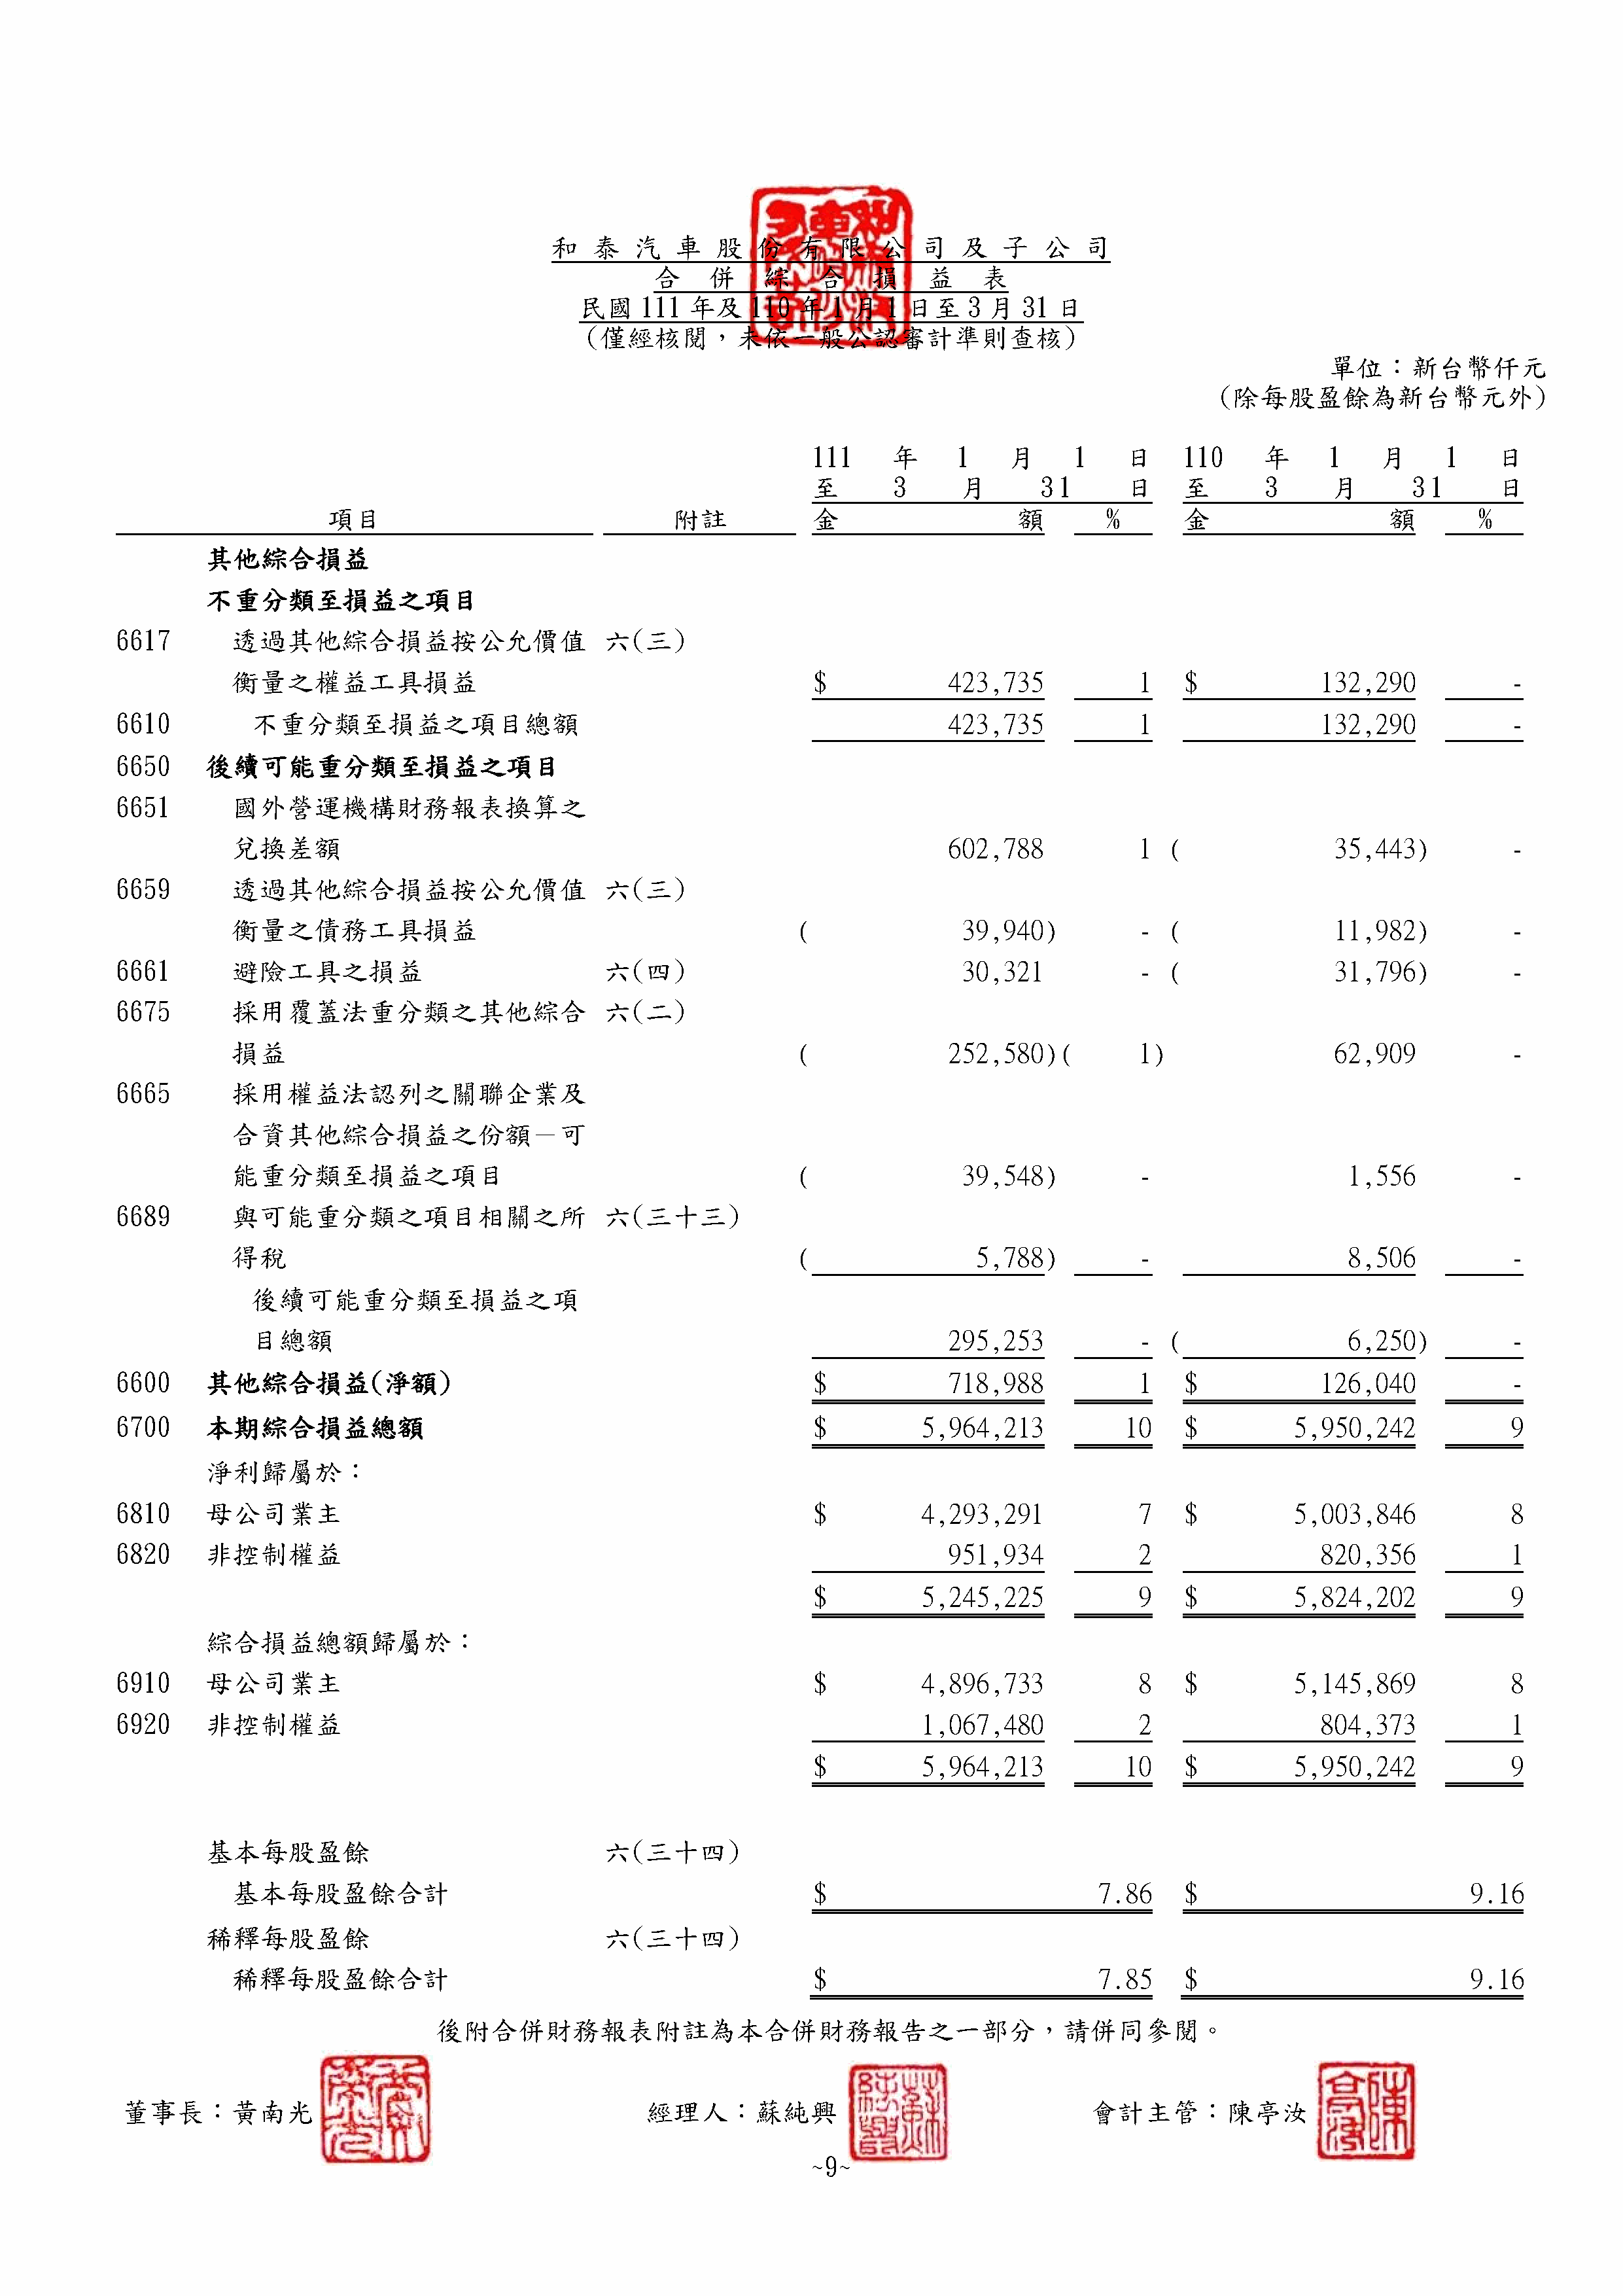 和泰汽車股份有限公司及子公司
合併綜合損益表
民國 111 年及 110 年 1 月 1 日至 3 月 31 日
（僅經核閱，未依一般公認審計準則查核）
單位：新台幣仟元
（除每股盈餘為新台幣元外）
111 年 1 月 1 日 110 年 1 月 1 日
至 3 月 31 日 至 3 月 31 日
項目 附註 金額 % 金額 %
其他綜合損益
不重分類至損益之項目
6617 透過其他綜合損益按公允價值 六(三)
衡量之權益工具損益 $ 423,735 1 $ 132,290 -
6610 不重分類至損益之項目總額 423,735 1 132,290 -
6650 後續可能重分類至損益之項目
6651 國外營運機構財務報表換算之
兌換差額 602,788 1 ( 35,443) -
6659 透過其他綜合損益按公允價值 六(三)
衡量之債務工具損益 ( 39,940) - ( 11,982) -
6661 避險工具之損益 六(四) 30,321 - ( 31,796) -
6675 採用覆蓋法重分類之其他綜合 六(二)
損益 ( 252,580)( 1) 62,909 -
6665 採用權益法認列之關聯企業及
合資其他綜合損益之份額－可
能重分類至損益之項目 ( 39,548) - 1,556 -
6689 與可能重分類之項目相關之所 六(三十三)
得稅 ( 5,788) - 8,506 -
後續可能重分類至損益之項
目總額 295,253 - ( 6,250) -
6600 其他綜合損益(淨額) $ 718,988 1 $ 126,040 -
6700 本期綜合損益總額 $ 5,964,213 10 $ 5,950,242 9
淨利歸屬於：
6810 母公司業主 $ 4,293,291 7 $ 5,003,846 8
6820 非控制權益 951,934 2 820,356 1
$ 5,245,225 9 $ 5,824,202 9
綜合損益總額歸屬於：
6910 母公司業主 $ 4,896,733 8 $ 5,145,869 8
6920 非控制權益 1,067,480 2 804,373 1
$ 5,964,213 10 $ 5,950,242 9
基本每股盈餘 六(三十四)
基本每股盈餘合計 $ 7.86 $ 9.16
稀釋每股盈餘 六(三十四)
稀釋每股盈餘合計 $ 7.85 $ 9.16
後附合併財務報表附註為本合併財務報告之一部分，請併同參閱。
董事長：黃南光 經理人：蘇純興 會計主管：陳亭汝
~9~